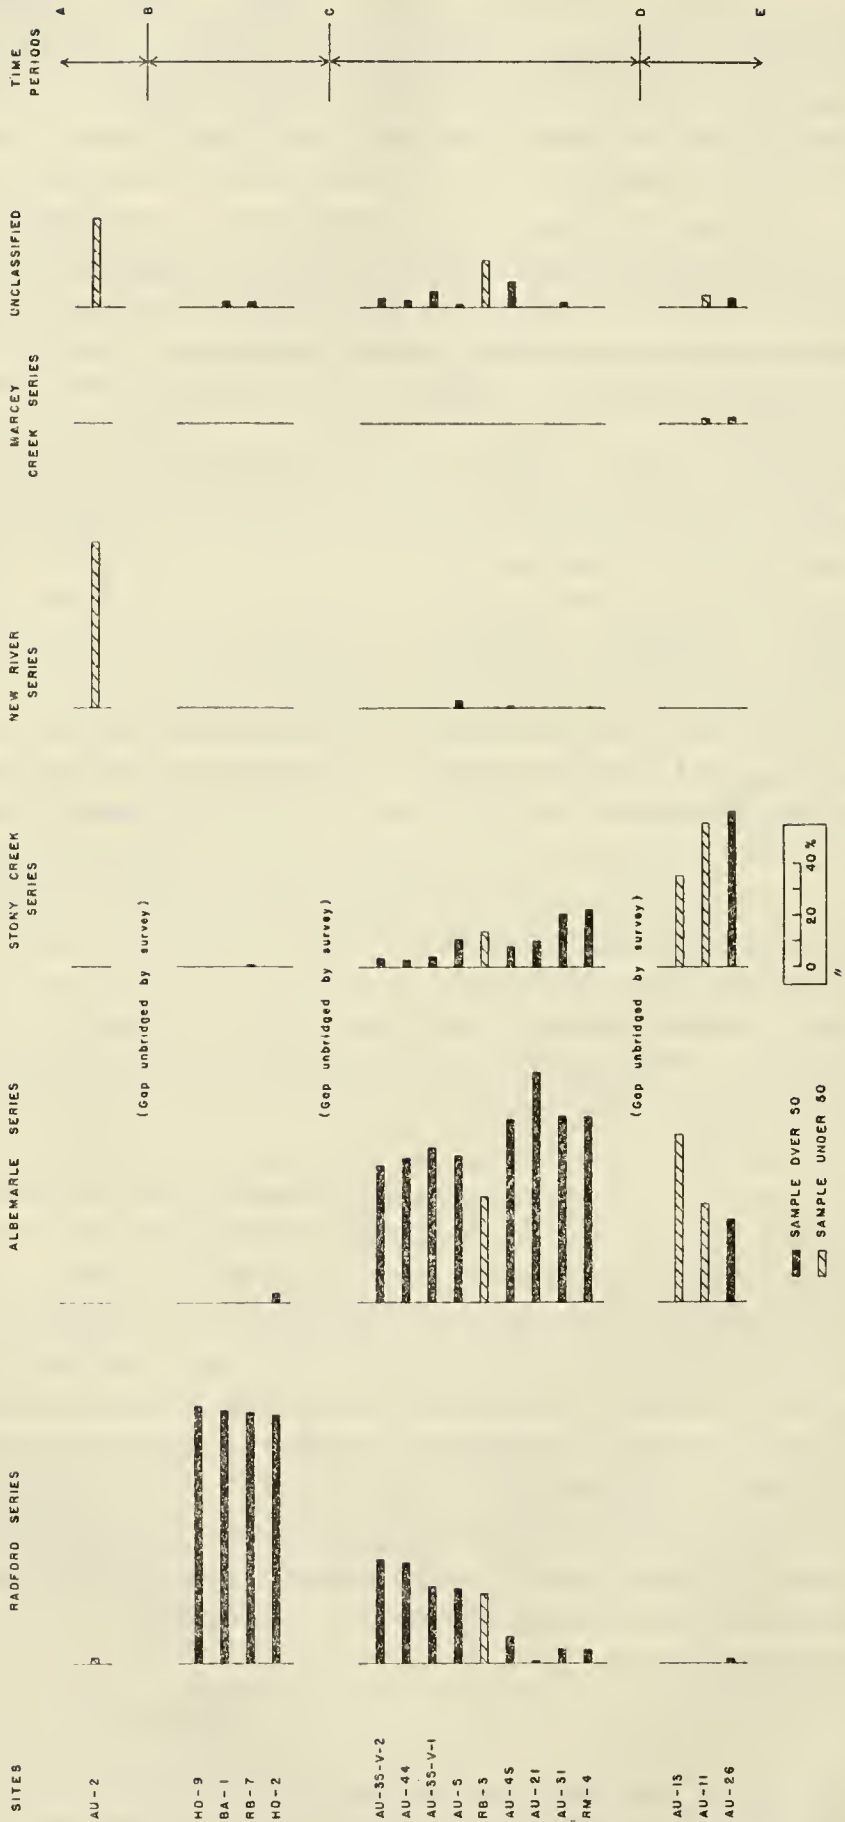 SITES
RADFORD SERIES
ALBEMARLE SERIES
STONY CREEK
SERIES
NEW RIVER
SERIES
MARCEY
CREEK SERIES
UNCLASSIFIED
TIME
PERIODS
A
AU-2
(Gap unbridged by survey)
B
HD-9
BA-1
RB-7
HD-2
(Gap unbridged by survey)
C
AU-35-V-2
AU-44
AU-35-V-1
AU-5
RB-3
AU-45
AU-21
AU-31
RM-4
(Gap unbridged by survey)
D
AU-13
AU-11
AU-26
E
SAMPLE OVER 50
SAMPLE UNDER 50
0 20 40%